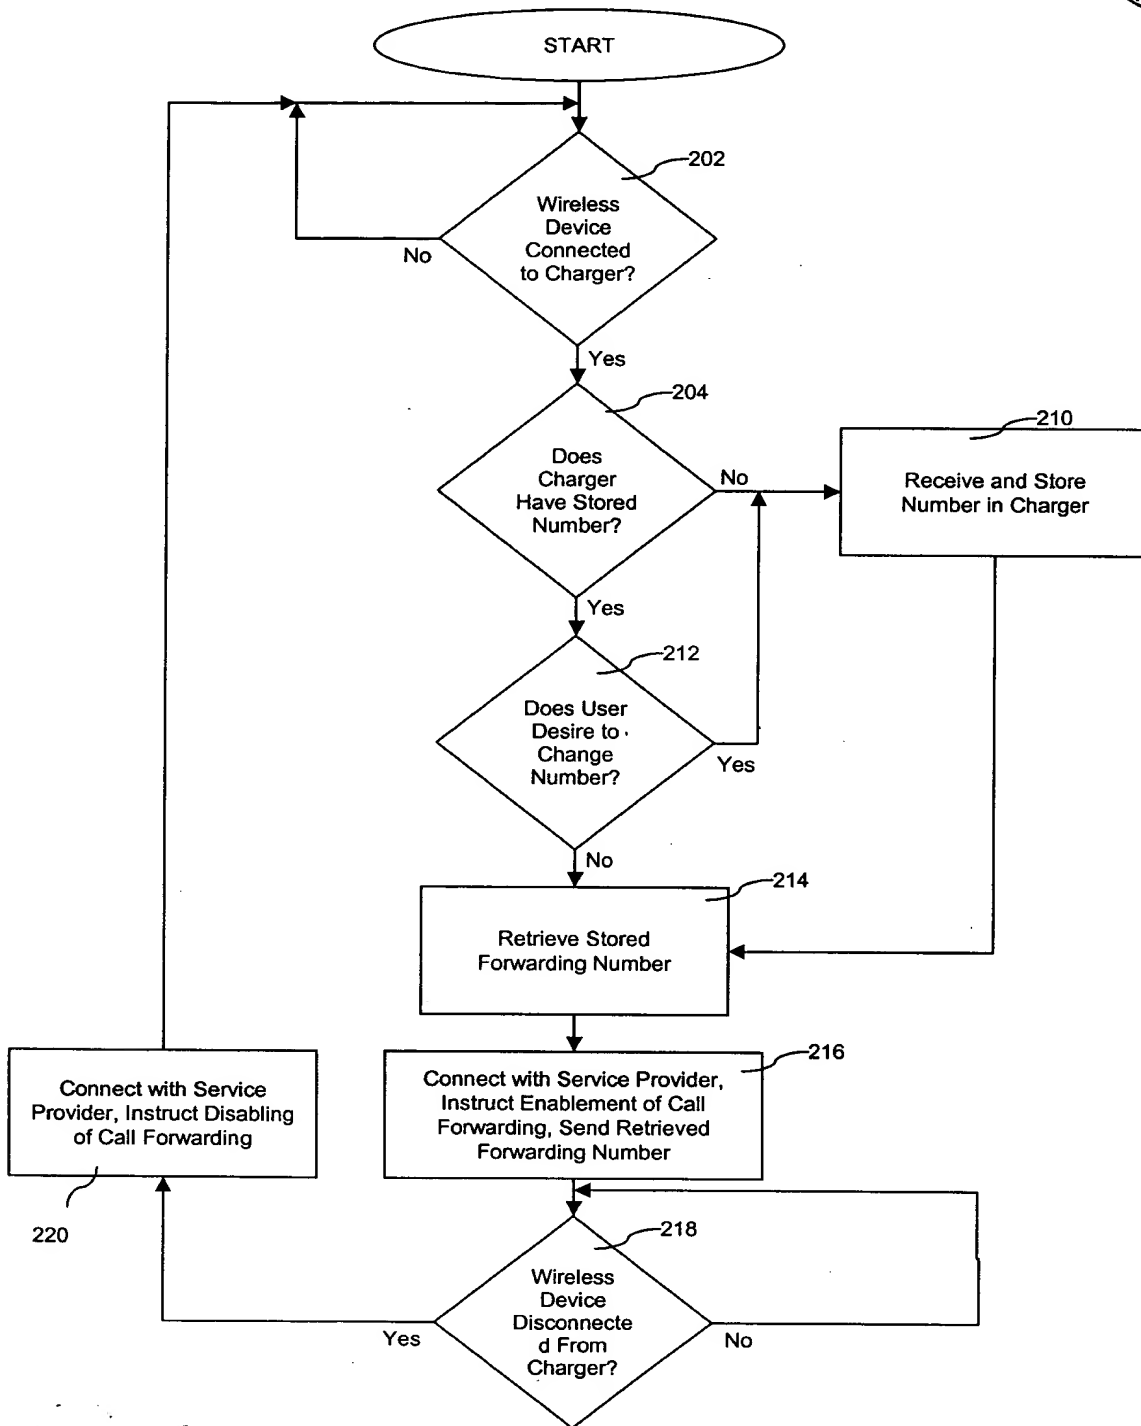 START
202
Wireless
Device
Connected
to Charger?
No
Yes
204
Does
Charger
Have Stored
Number?
No
210
Receive and Store
Number in Charger
Yes
212
Does User
Desire to
Change
Number?
Yes
No
214
Retrieve Stored
Forwarding Number
216
Connect with Service Provider,
Instruct Enablement of Call
Forwarding, Send Retrieved
Forwarding Number
Connect with Service
Provider, Instruct Disabling
of Call Forwarding
220
218
Wireless
Device
Disconnecte
d From
Charger?
Yes
No